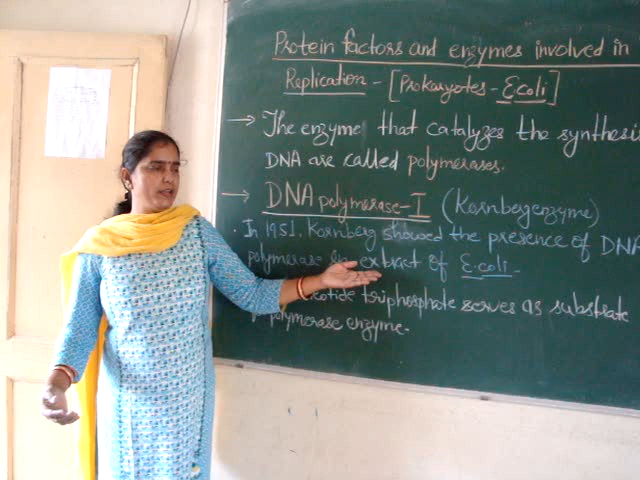 Protein factors and enzymes involved in
Replication - [Prokaryotes - E.coli]
→ The enzyme that catalyzes the synthesis
DNA are called polymerases.
→ DNA polymerase-I (Kornbergenzyme)
· In 1951, Kornberg showed the presence of DNA
polymerase in extract of E.coli -
triphosphate serves as substrate
polymerase enzyme.